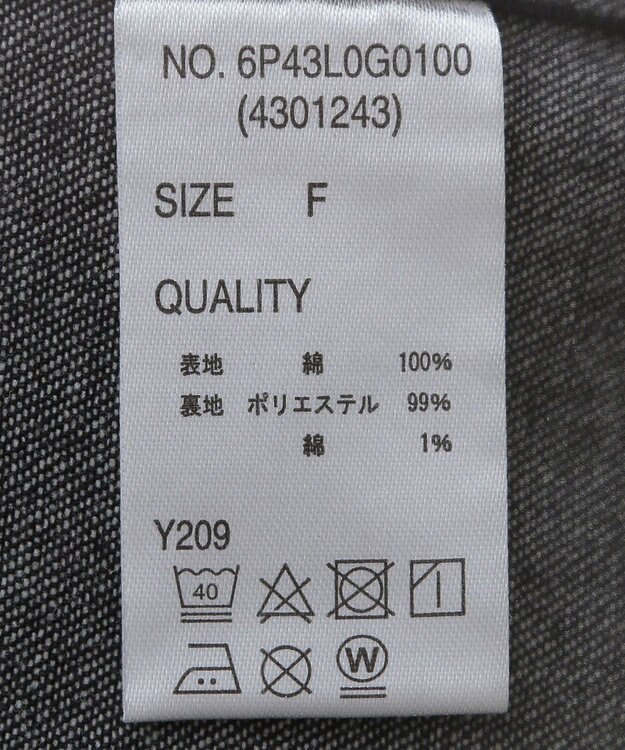 NO. 6P43L0G0100
(4301243)
SIZE F
QUALITY
表地 綿 100%
裏地 ポリエステル 99%
綿 1%
Y209
40
W